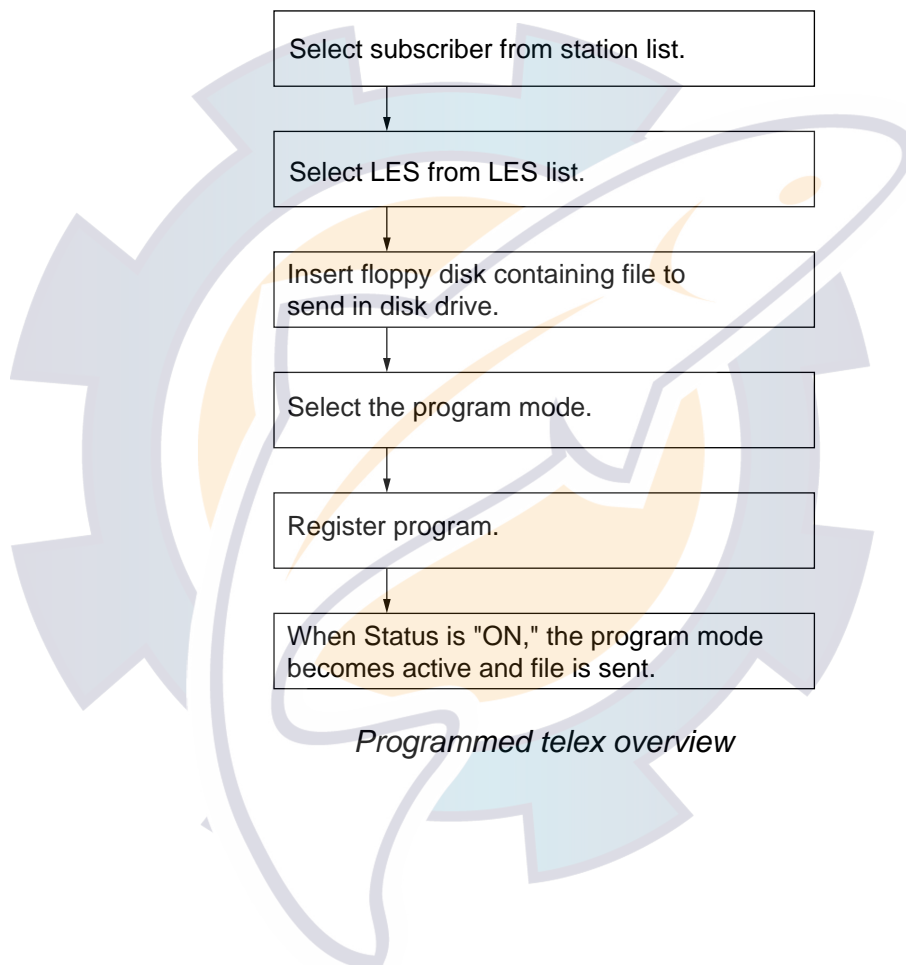 Select subscriber from station list.
Select LES from LES list.
Insert floppy disk containing file to
send in disk drive.
Select the program mode.
Register program.
When Status is "ON," the program mode
becomes active and file is sent.
Programmed telex overview